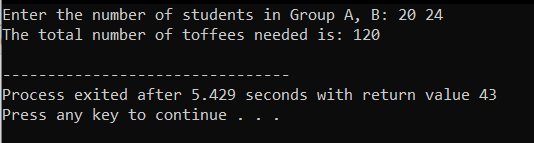 Enter the number of students in Group A, B: 20 24
The total number of toffees needed is: 120
--------------------------------
Process exited after 5.429 seconds with return value 43
Press any key to continue . . .